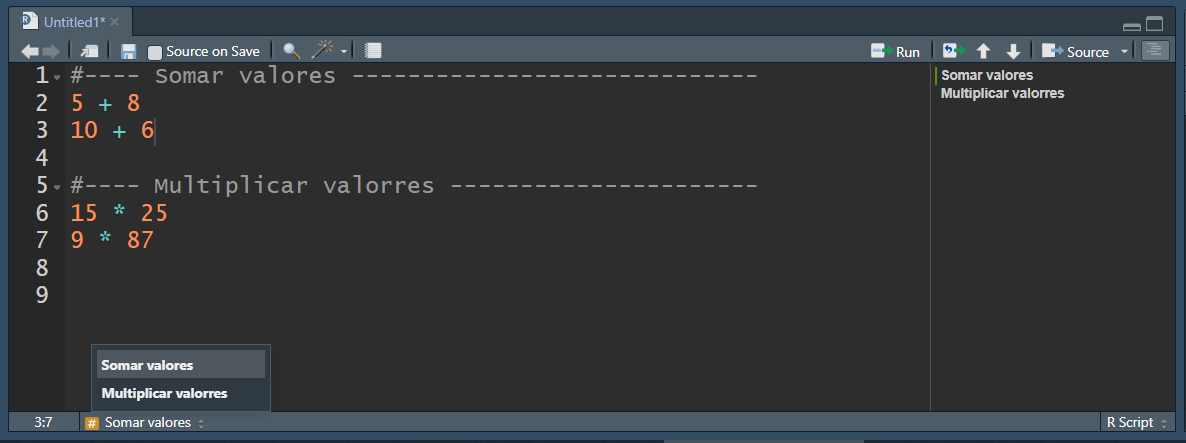 Untitled1*
Source on Save
Run
Source
1 #---- Somar valores -----------------------------
2 5 + 8
3 10 + 6
4
5 #---- Multiplicar valorres ----------------------
6 15 * 25
7 9 * 87
8
9
Somar valores
Multiplicar valorres
Somar valores
Multiplicar valorres
3:7
# Somar valores
R Script